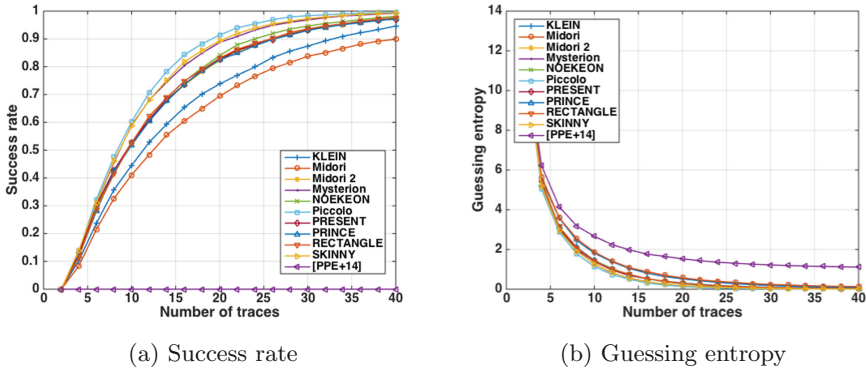 1
0.9
0.8
0.7
0.6
0.5
0.4
0.3
0.2
0.1
0
Success rate
0 5 10 15 20 25 30 35 40
Number of traces
KLEIN
Midori
Midori 2
Mysterion
NOEKEON
Piccolo
PRESENT
PRINCE
RECTANGLE
SKINNY
[PPE+14]
(a) Success rate
14
12
10
8
6
4
2
0
Guessing entropy
0 5 10 15 20 25 30 35 40
Number of traces
KLEIN
Midori
Midori 2
Mysterion
NOEKEON
Piccolo
PRESENT
PRINCE
RECTANGLE
SKINNY
[PPE+14]
(b) Guessing entropy